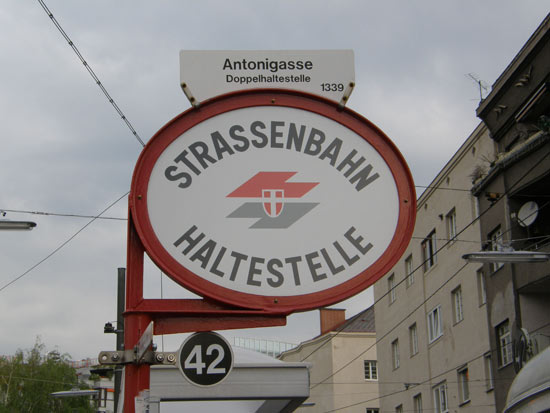 Antonigasse
Doppelhaltestelle
1339
STRASSENBAHN
HALTESTELLE
42